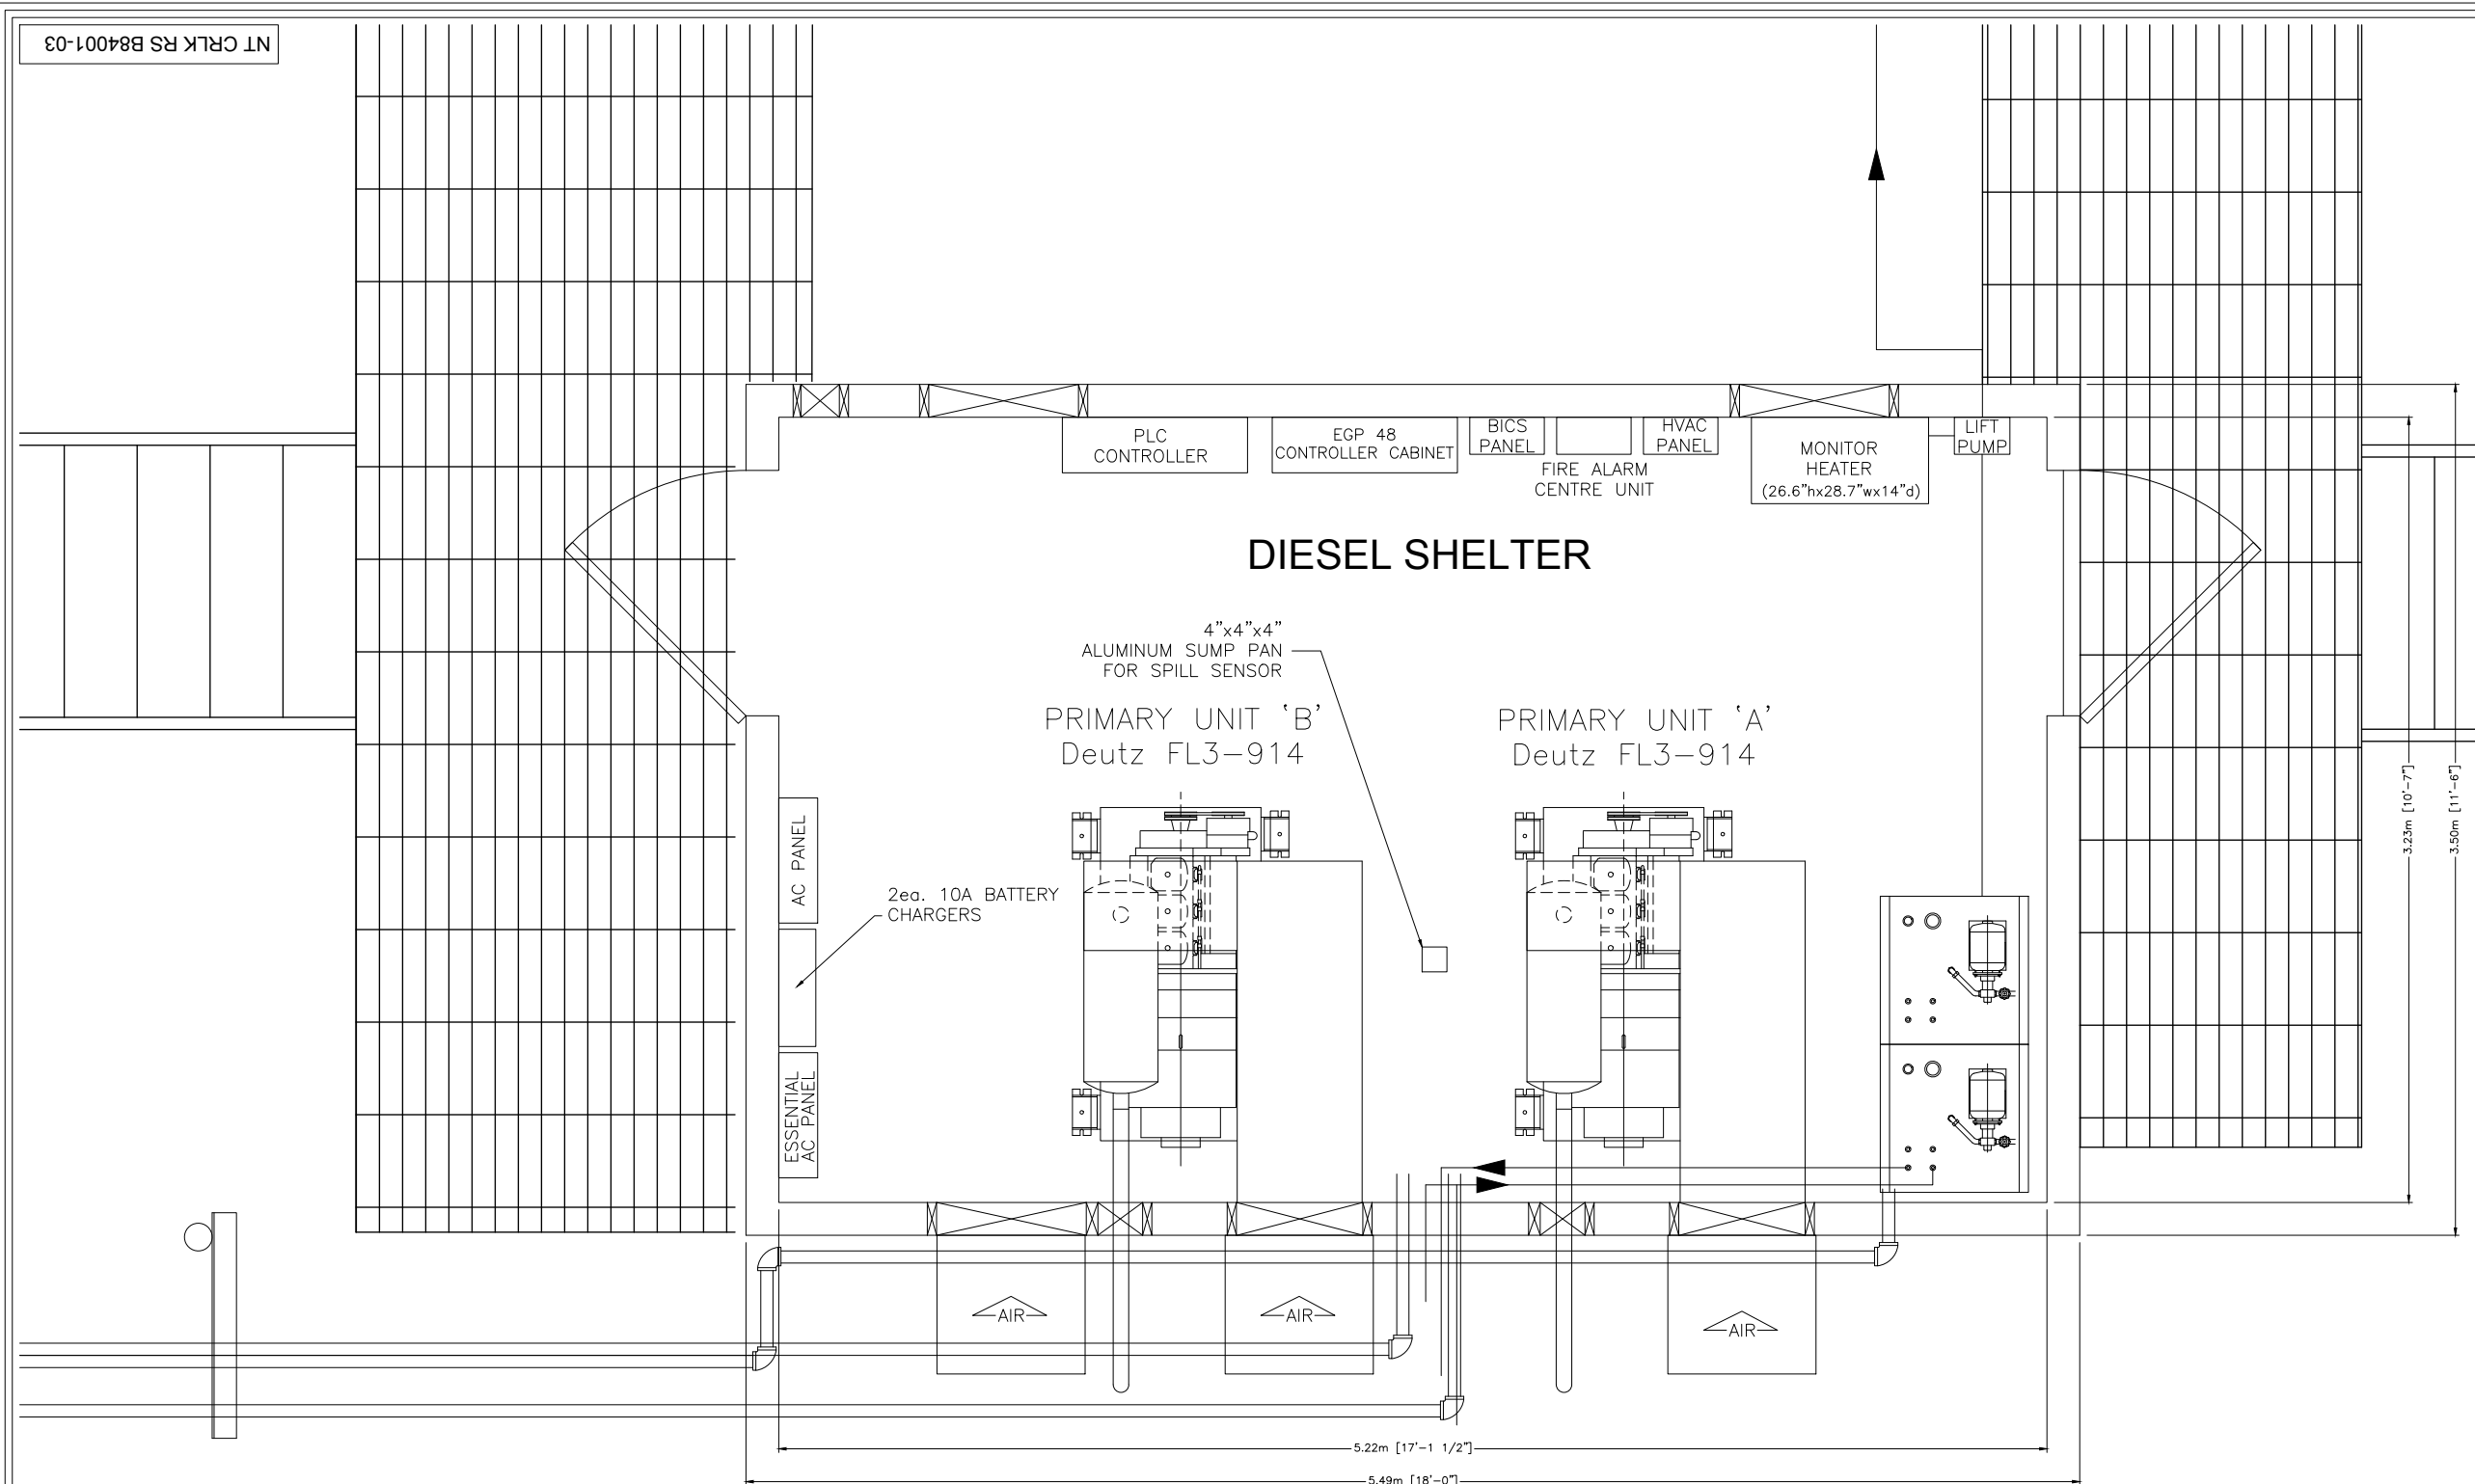 NT CRLK RS B84001-03
PLC
CONTROLLER
EGP 48
CONTROLLER CABINET
BICS
PANEL
FIRE ALARM
CENTRE UNIT
HVAC
PANEL
MONITOR
HEATER
(26.6"hx28.7"wx14"d)
LIFT
PUMP
DIESEL SHELTER
4"x4"x4"
ALUMINUM SUMP PAN
FOR SPILL SENSOR
PRIMARY UNIT 'B'
Deutz FL3-914
PRIMARY UNIT 'A'
Deutz FL3-914
3.23m [10'-7"]
3.50m [11'-6"]
AC PANEL
2ea. 10A BATTERY
CHARGERS
ESSENTIAL
AC PANEL
AIR
AIR
AIR
5.22m [17'-1 1/2"]
5.49m [18'-0"]